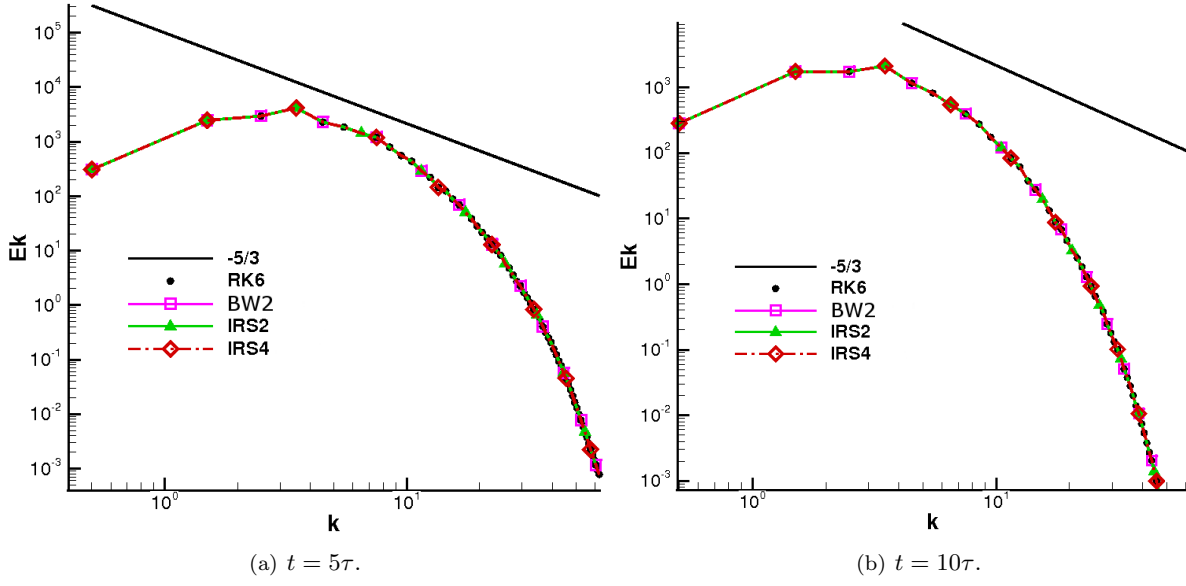 10^5
10^4
10^3
10^2
10^1
10^0
10^-1
10^-2
10^-3
Ek
-5/3
RK6
BW2
IRS2
IRS4
10^0
10^1
k
(a) t = 5τ.
10^3
10^2
10^1
10^0
10^-1
10^-2
10^-3
Ek
-5/3
RK6
BW2
IRS2
IRS4
10^0
10^1
k
(b) t = 10τ.